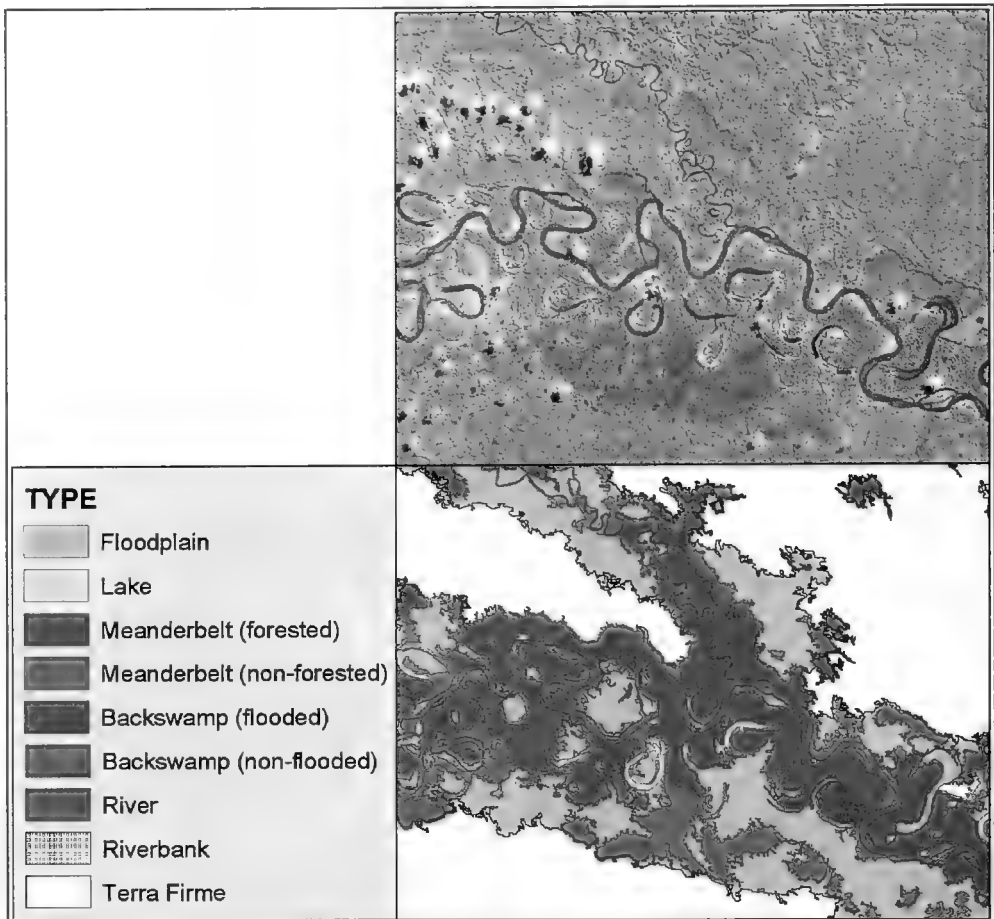 TYPE
Floodplain
Lake
Meanderbelt (forested)
Meanderbelt (non-forested)
Backswamp (flooded)
Backswamp (non-flooded)
River
Riverbank
Terra Firme